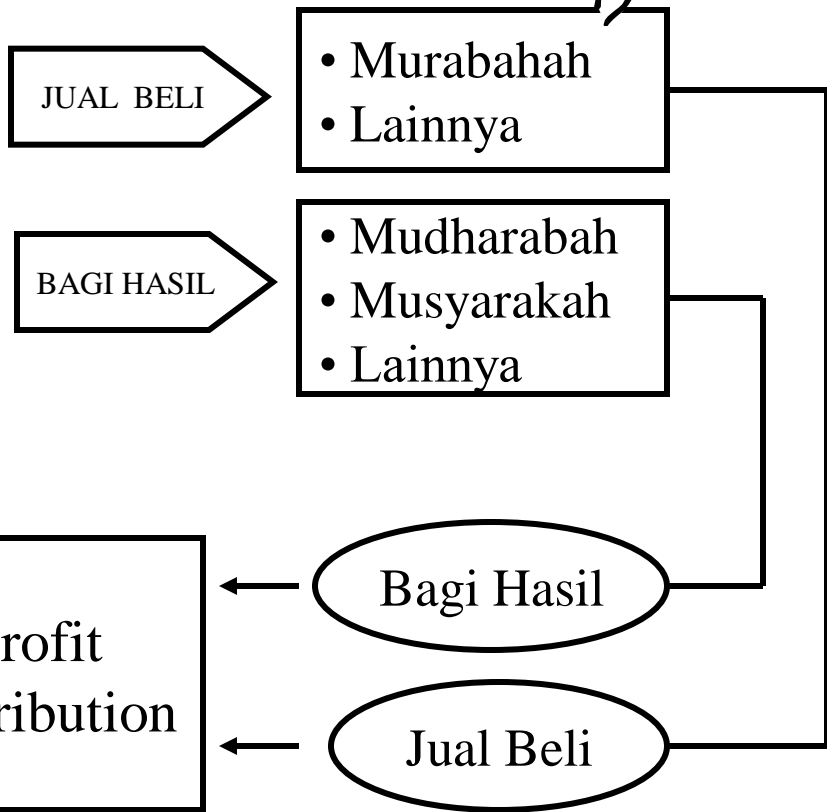 JUAL BELI
• Murabahah
• Lainnya
BAGI HASIL
• Mudharabah
• Musyarakah
• Lainnya
Bagi Hasil
rofit
ribution
Jual Beli